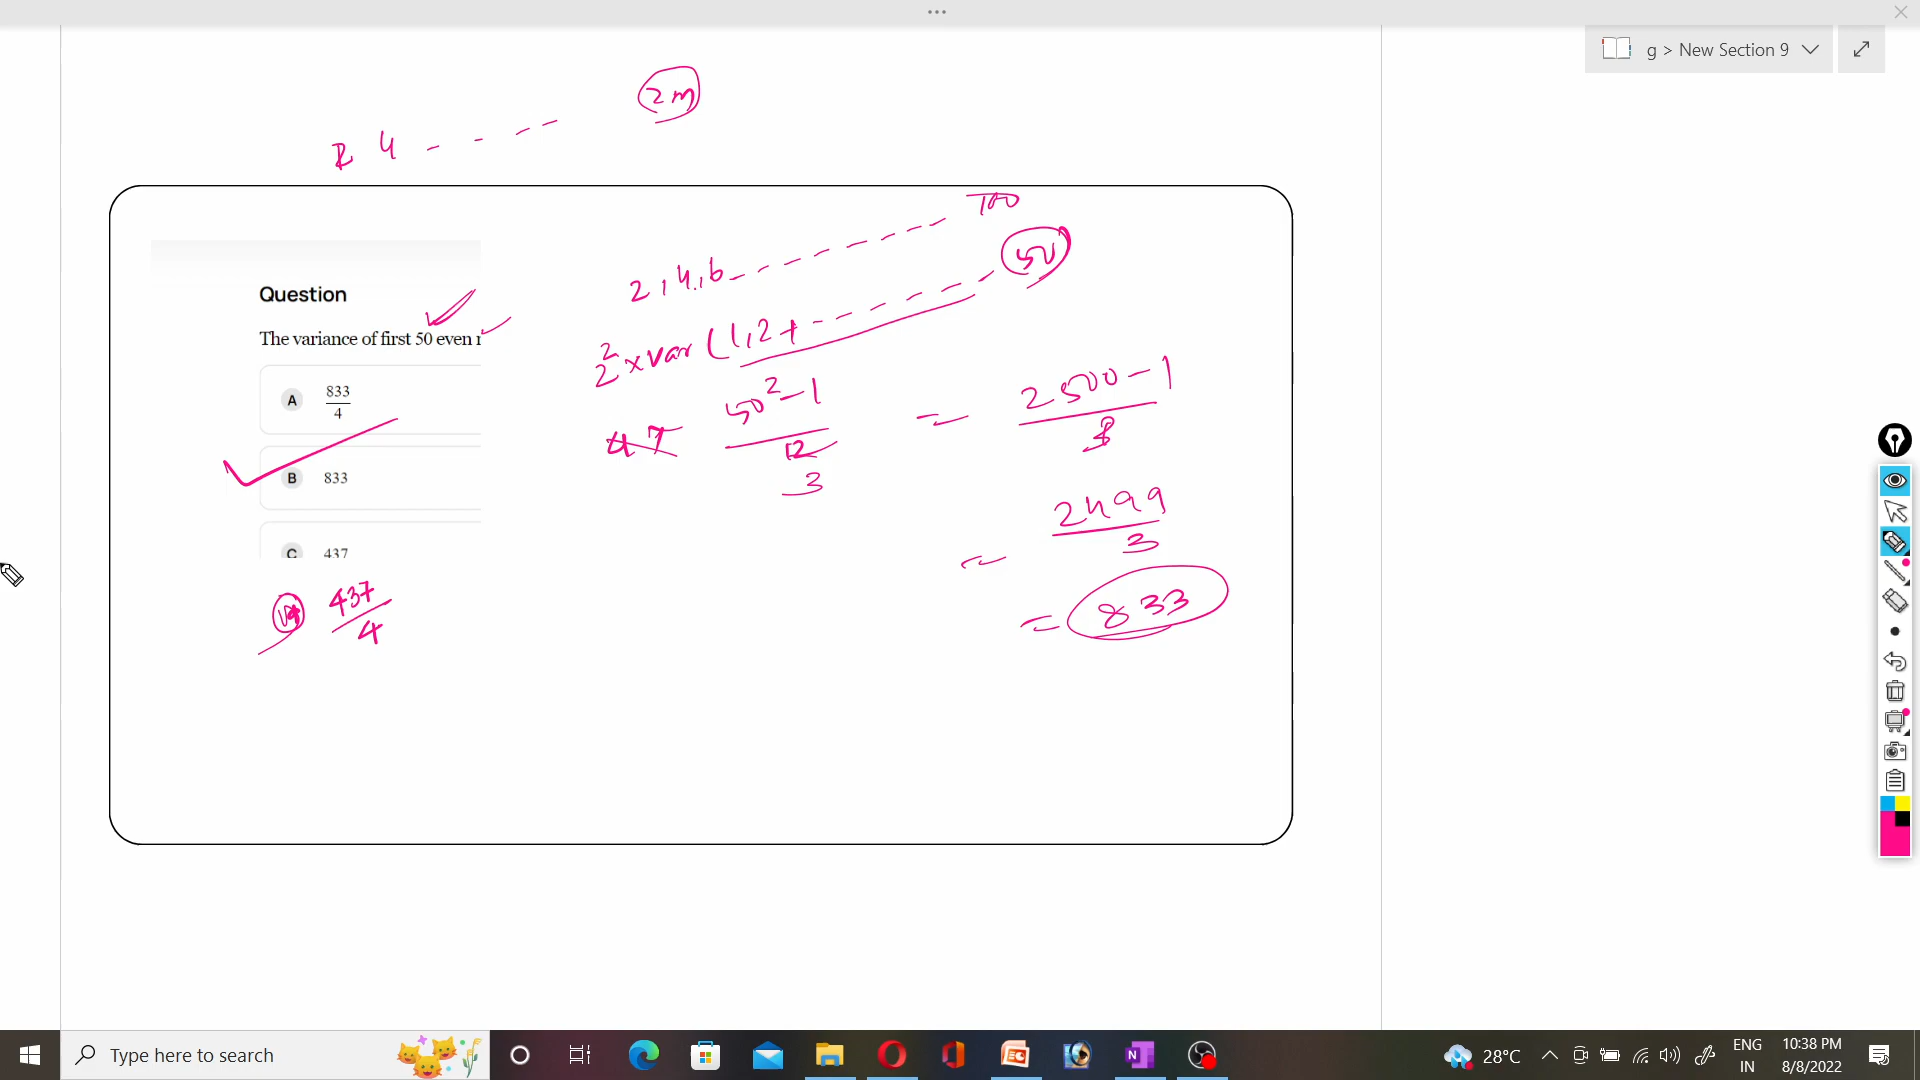 g > New Section 9
2m
2 4 - - - -
2, 4, 6 - - - - - - - - 100
50
Question
The variance of first 50 even
2² × var (1, 2, - - - - - - -
A 833/4
4 × 50² - 1 / 12 = 2500 - 1 / 3
3
B 833
= 2499 / 3
C 437
437/4
= 833
Type here to search
28°C
ENG
IN
10:38 PM
8/8/2022